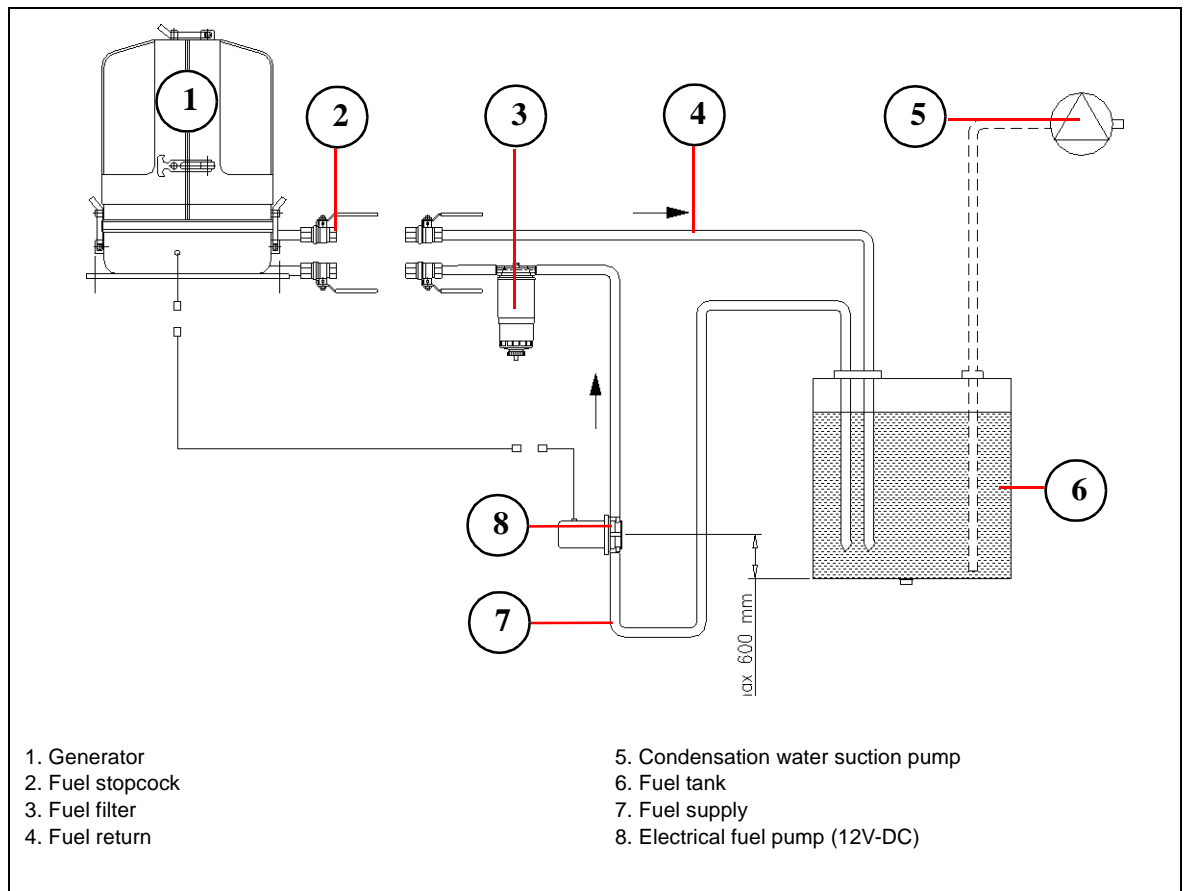 1
2
3
4
5
6
7
8
600 mm
1. Generator
2. Fuel stopcock
3. Fuel filter
4. Fuel return
5. Condensation water suction pump
6. Fuel tank
7. Fuel supply
8. Electrical fuel pump (12V-DC)